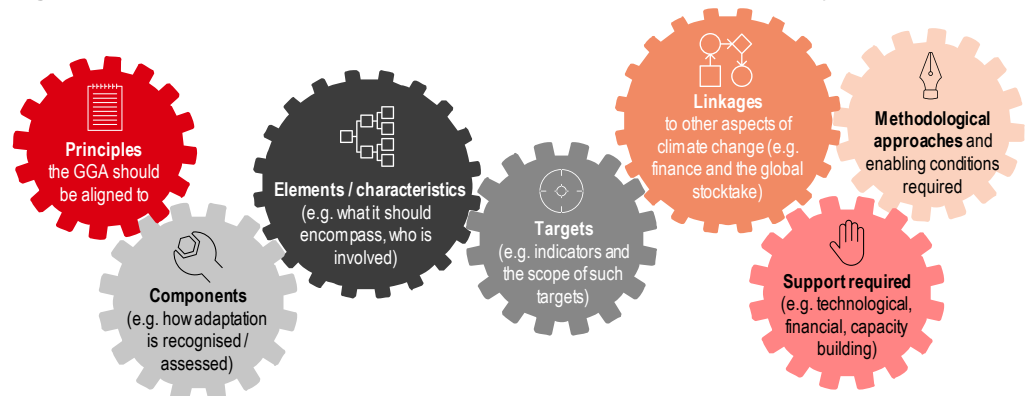 Principles
the GGA should
be aligned to
Components
(e.g. how adaptation
is recognised /
assessed)
Elements / characteristics
(e.g. what it should
encompass, who is
involved)
Targets
(e.g. indicators and
the scope of such
targets)
Linkages
to other aspects of
climate change (e.g.
finance and the global
stocktake)
Methodological
approaches and
enabling conditions
required
Support required
(e.g. technological,
financial, capacity
building)